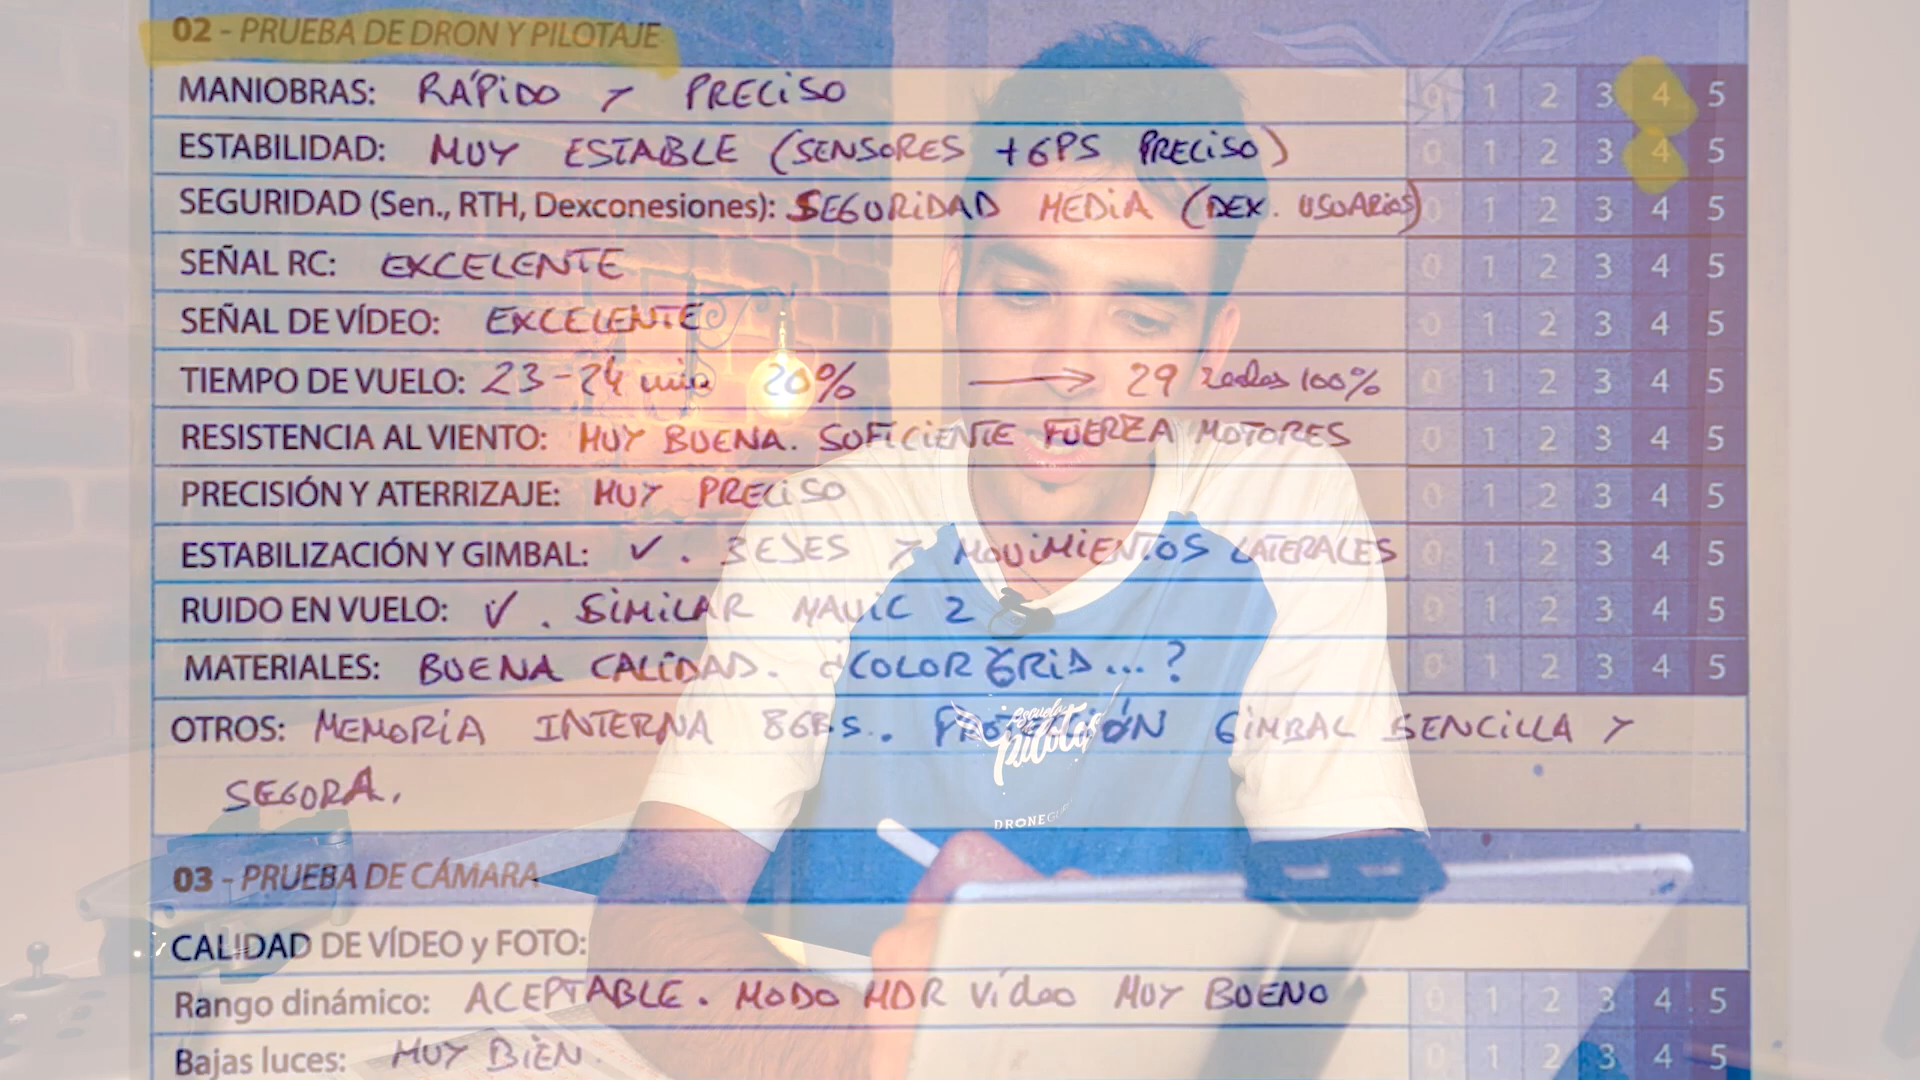 02 - PRUEBA DE DRON Y PILOTAJE
MANIOBRAS: RÁPIDO Y PRECISO 0 1 2 3 4 5
ESTABILIDAD: MUY ESTABLE (SENSORES + GPS PRECISO) 0 1 2 3 4 5
SEGURIDAD (Sen., RTH, Dexconesiones): SEGURIDAD MEDIA (DEX. USUARIOS) 0 1 2 3 4 5
SEÑAL RC: EXCELENTE 0 1 2 3 4 5
SEÑAL DE VÍDEO: EXCELENTE 0 1 2 3 4 5
TIEMPO DE VUELO: 23-24 min 20% → 29 100% 0 1 2 3 4 5
RESISTENCIA AL VIENTO: MUY BUENA. SUFICIENTE FUERZA MOTORES 0 1 2 3 4 5
PRECISIÓN Y ATERRIZAJE: MUY PRECISO 0 1 2 3 4 5
ESTABILIZACIÓN Y GIMBAL: ✓. 3 EJES Y MOVIMIENTOS LATERALES 0 1 2 3 4 5
RUIDO EN VUELO: ✓. SIMILAR MAVIC 2 0 1 2 3 4 5
MATERIALES: BUENA CALIDAD. ¿COLOR GRID...? 0 1 2 3 4 5
OTROS: MEMORIA INTERNA 8GBS. PROTECCIÓN GIMBAL SENCILLA Y
SEGURA.
Escuela
Pilotos
03 - PRUEBA DE CÁMARA
CALIDAD DE VÍDEO y FOTO:
Rango dinámico: ACEPTABLE. MODO HDR vídeo MUY BUENO 0 1 2 3 4 5
Bajas luces: MUY BIEN 0 1 2 3 4 5